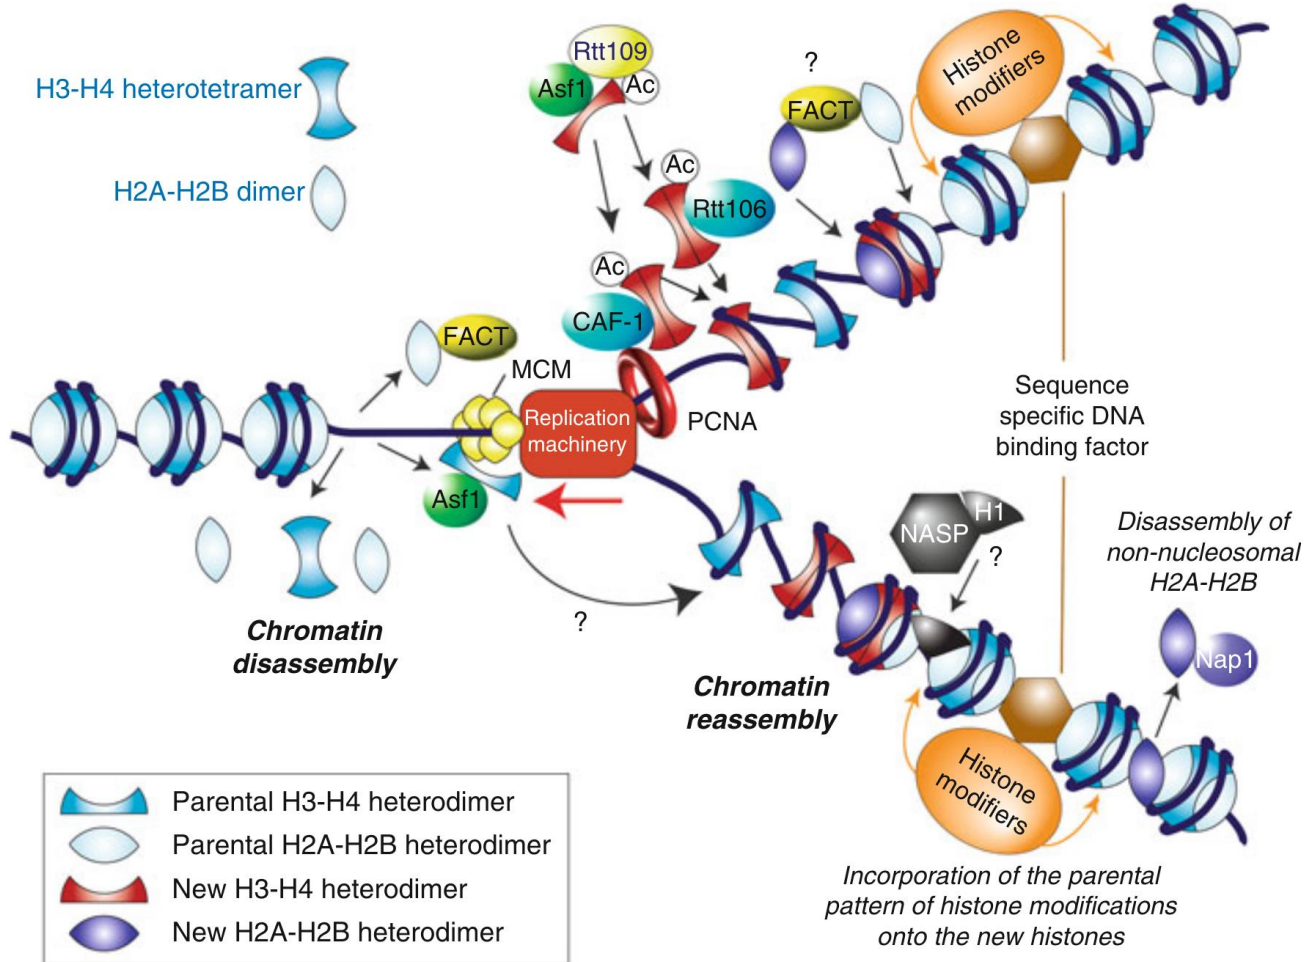 H3-H4 heterotetramer
H2A-H2B dimer
Rtt109
Asf1
Ac
Ac
Rtt106
Ac
CAF-1
?
FACT
Histone
modifiers
FACT
MCM
Replication
machinery
PCNA
Asf1
Sequence
specific DNA
binding factor
NASP
H1
?
Disassembly of
non-nucleosomal
H2A-H2B
Nap1
?
Chromatin
disassembly
Chromatin
reassembly
Histone
modifiers
Parental H3-H4 heterodimer
Parental H2A-H2B heterodimer
New H3-H4 heterodimer
New H2A-H2B heterodimer
Incorporation of the parental
pattern of histone modifications
onto the new histones